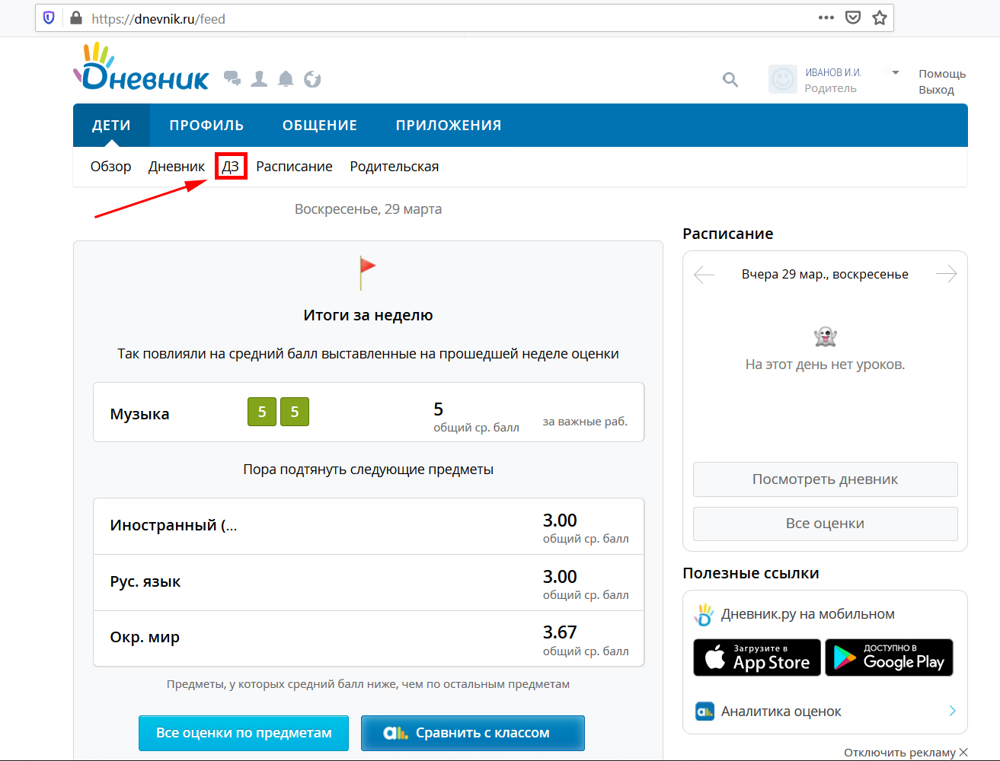 https://dnevnik.ru/feed
Дневник
ИВАНОВ И.И.
Родитель
Помощь
Выход
ДЕТИ ПРОФИЛЬ ОБЩЕНИЕ ПРИЛОЖЕНИЯ
Обзор Дневник ДЗ Расписание Родительская
Воскресенье, 29 марта
Итоги за неделю
Так повлияли на средний балл выставленные на прошедшей неделе оценки
Музыка 5 5 5
общий ср. балл за важные раб.
Пора подтянуть следующие предметы
Иностранный (... 3.00
общий ср. балл
Рус. язык 3.00
общий ср. балл
Окр. мир 3.67
общий ср. балл
Предметы, у которых средний балл ниже, чем по остальным предметам
Все оценки по предметам
Сравнить с классом
Расписание
Вчера 29 мар., воскресенье
На этот день нет уроков.
Посмотреть дневник
Все оценки
Полезные ссылки
Дневник.ру на мобильном
Загрузите в
App Store
ДОСТУПНО В
Google Play
Аналитика оценок
Отключить рекламу